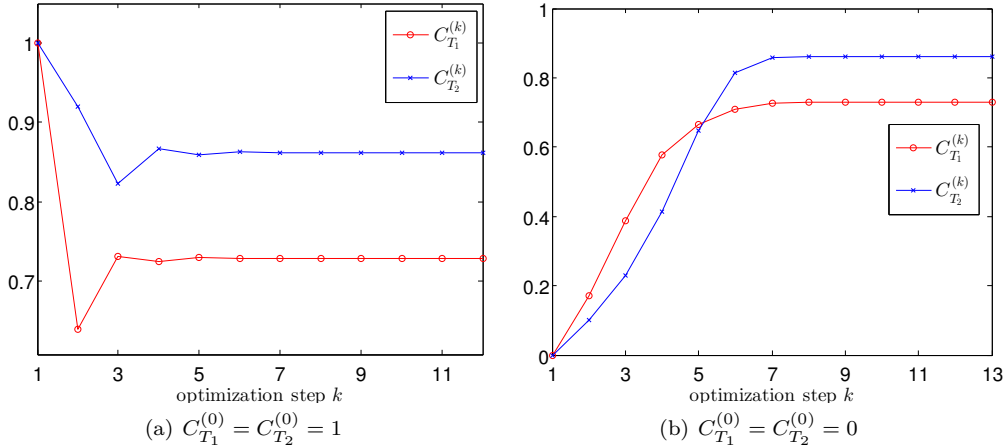 1
0.9
0.8
0.7
1 3 5 7 9 11
optimization step k
C_{T_1}^{(k)}
C_{T_2}^{(k)}
(a) C_{T_1}^{(0)} = C_{T_2}^{(0)} = 1
1
0.8
0.6
0.4
0.2
0
1 3 5 7 9 11 13
optimization step k
C_{T_1}^{(k)}
C_{T_2}^{(k)}
(b) C_{T_1}^{(0)} = C_{T_2}^{(0)} = 0